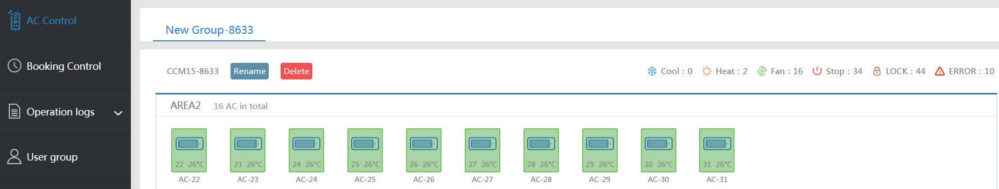 AC Control
Booking Control
Operation logs
User group
New Group-8633
CCM15-8633 Rename Delete Cool : 0 Heat : 2 Fan : 16 Stop : 34 LOCK : 44 ERROR : 10
AREA2 16 AC in total
22 26°C 23 26°C 24 26°C 25 26°C 26 26°C 27 26°C 28 26°C 29 26°C 30 26°C 31 26°C
AC-22 AC-23 AC-24 AC-25 AC-26 AC-27 AC-28 AC-29 AC-30 AC-31